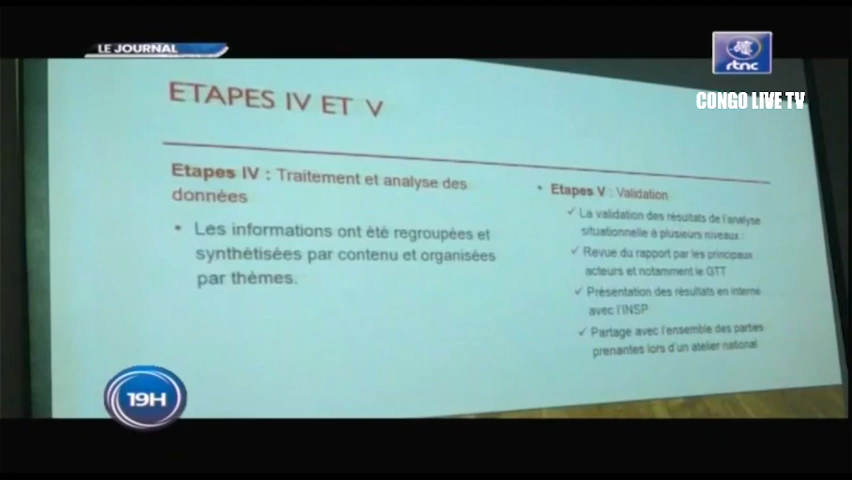 LE JOURNAL
rtnc
CONGO LIVE TV
ETAPES IV ET V
Etapes IV : Traitement et analyse des
données
• Les informations ont été regroupées et
synthétisées par contenu et organisées
par thèmes.
• Etapes V : Validation
✓ La validation des résultats de l'analyse
situationnelle à plusieurs niveaux :
✓ Revue du rapport par les principaux
acteurs et notamment le GTT
✓ Présentation des résultats en interne
avec l'INSP
✓ Partage avec l'ensemble des parties
prenantes lors d'un atelier national
19H